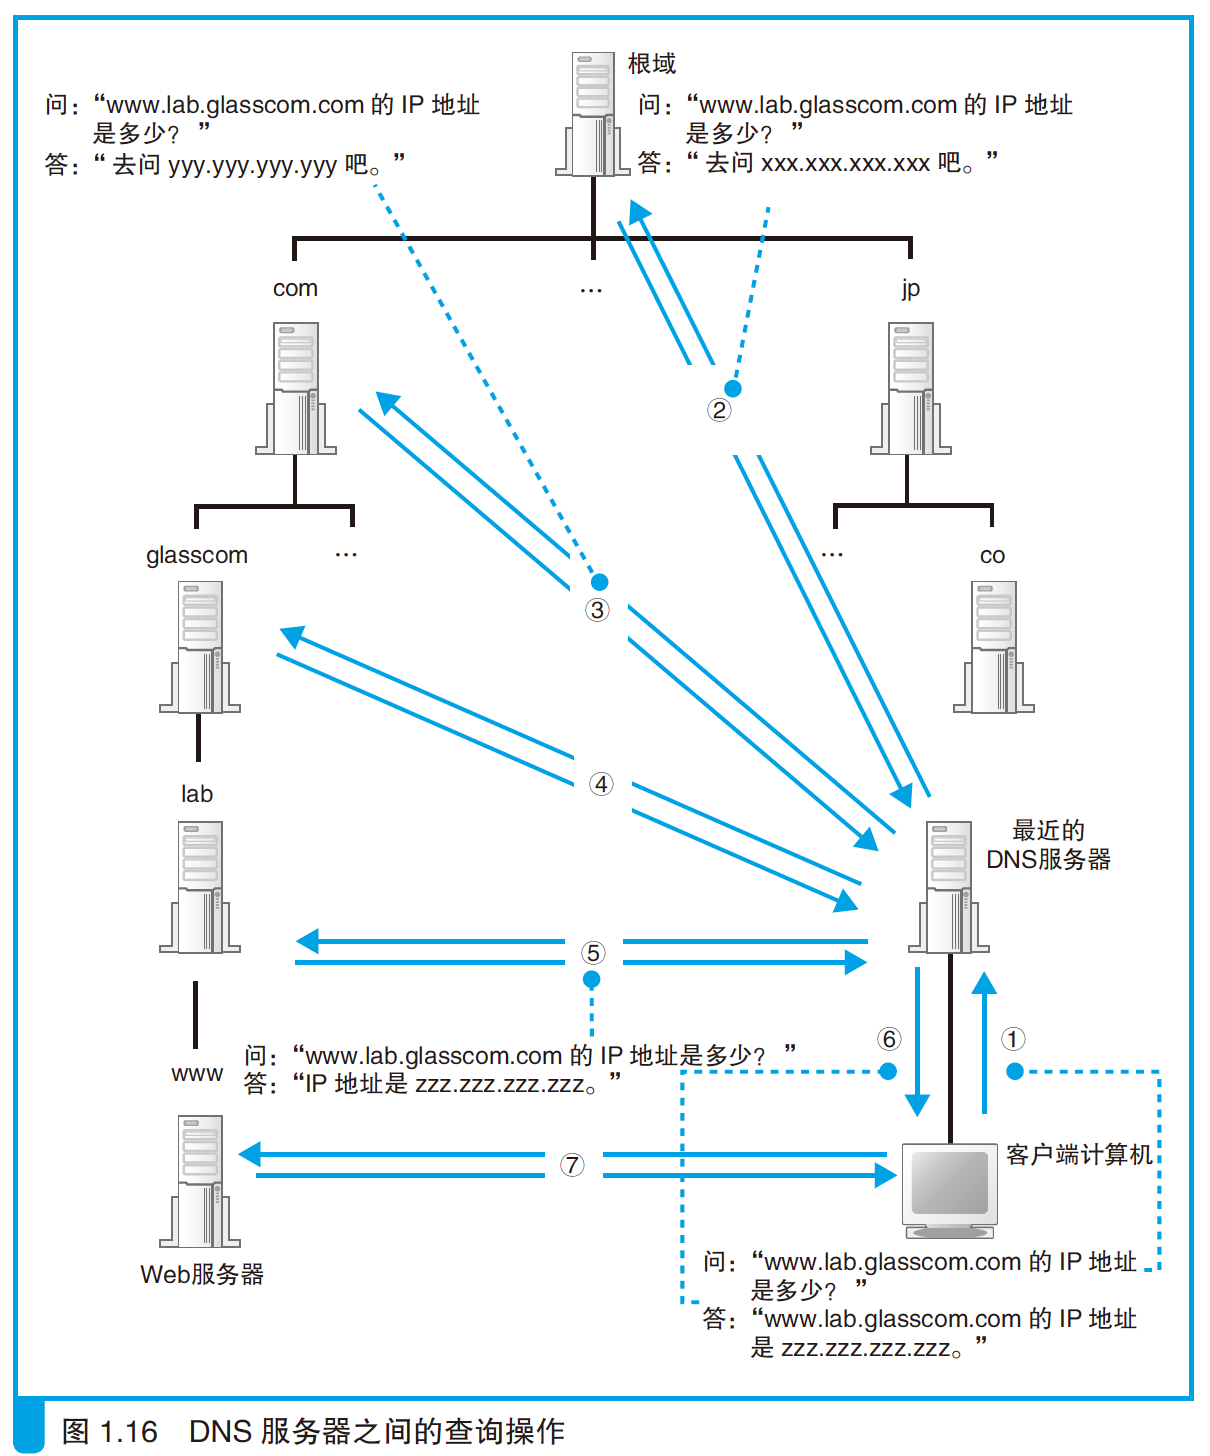 根域
问：“www.lab.glasscom.com 的 IP 地址
是多少？”
答：“去问 yyy.yyy.yyy.yyy 吧。”
问：“www.lab.glasscom.com 的 IP 地址
是多少？”
答：“去问 xxx.xxx.xxx.xxx 吧。”
com
...
jp
②
glasscom
...
...
co
③
④
lab
最近的
DNS服务器
⑤
⑥
①
问：“www.lab.glasscom.com 的 IP 地址是多少？”
答：“IP 地址是 zzz.zzz.zzz.zzz。”
www
⑦
客户端计算机
Web服务器
问：“www.lab.glasscom.com 的 IP 地址
是多少？”
答：“www.lab.glasscom.com 的 IP 地址
是 zzz.zzz.zzz.zzz。”
图 1.16 DNS 服务器之间的查询操作